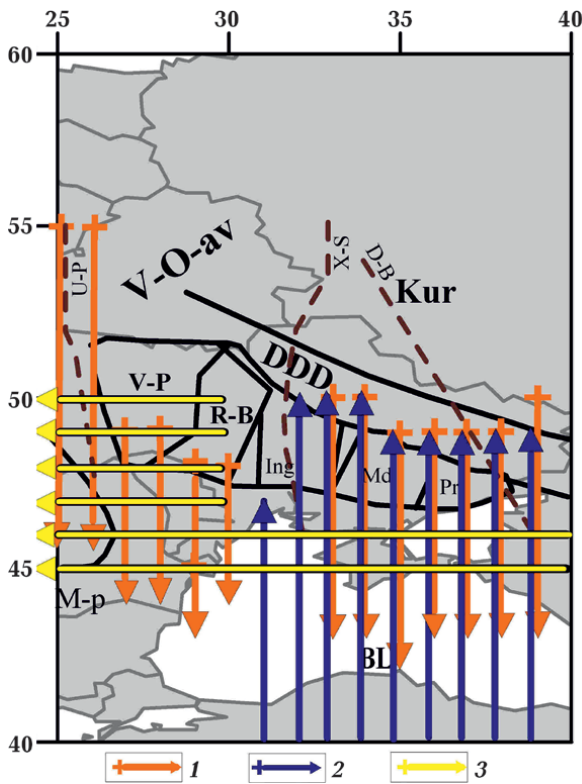 25 30 35 40
60
55
U-P
V-O-av
X-S
D-B
Kur
DDD
50
V-P
R-B
Ing
Md
Pr
45
M-p
BL
40
1 2 3